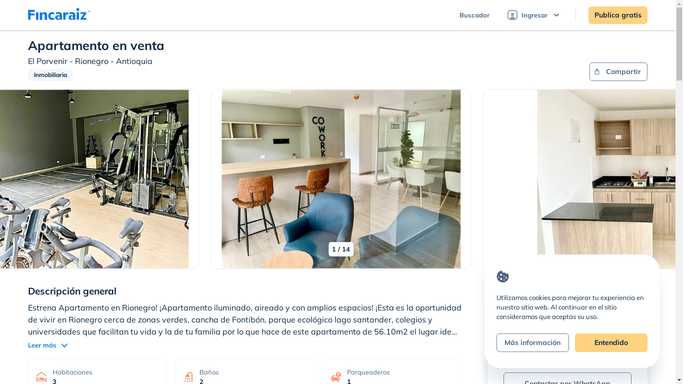 Fincaraiz
Buscador
Ingresar
Publica gratis
Apartamento en venta
El Porvenir - Rionegro - Antioquia
Inmobiliaria
Compartir
COWORK
1 / 14
Descripción general
Estrena Apartamento en Rionegro! ¡Apartamento iluminado, aireado y con amplios espacios! ¡Esta es la oportunidad
de vivir en Rionegro cerca de zonas verdes, cancha de Fontibón, parque ecológico lago santander, colegios y
universidades que facilitan tu vida y la de tu familia por lo que hace de este apartamento de 56.10m2 el lugar ide...
Leer más
Habitaciones
3
Baños
2
Parqueaderos
1
Utilizamos cookies para mejorar tu experiencia en
nuestro sitio web. Al continuar en el sitio
consideramos que aceptas su uso.
Más información
Entendido
Contactar por WhatsApp